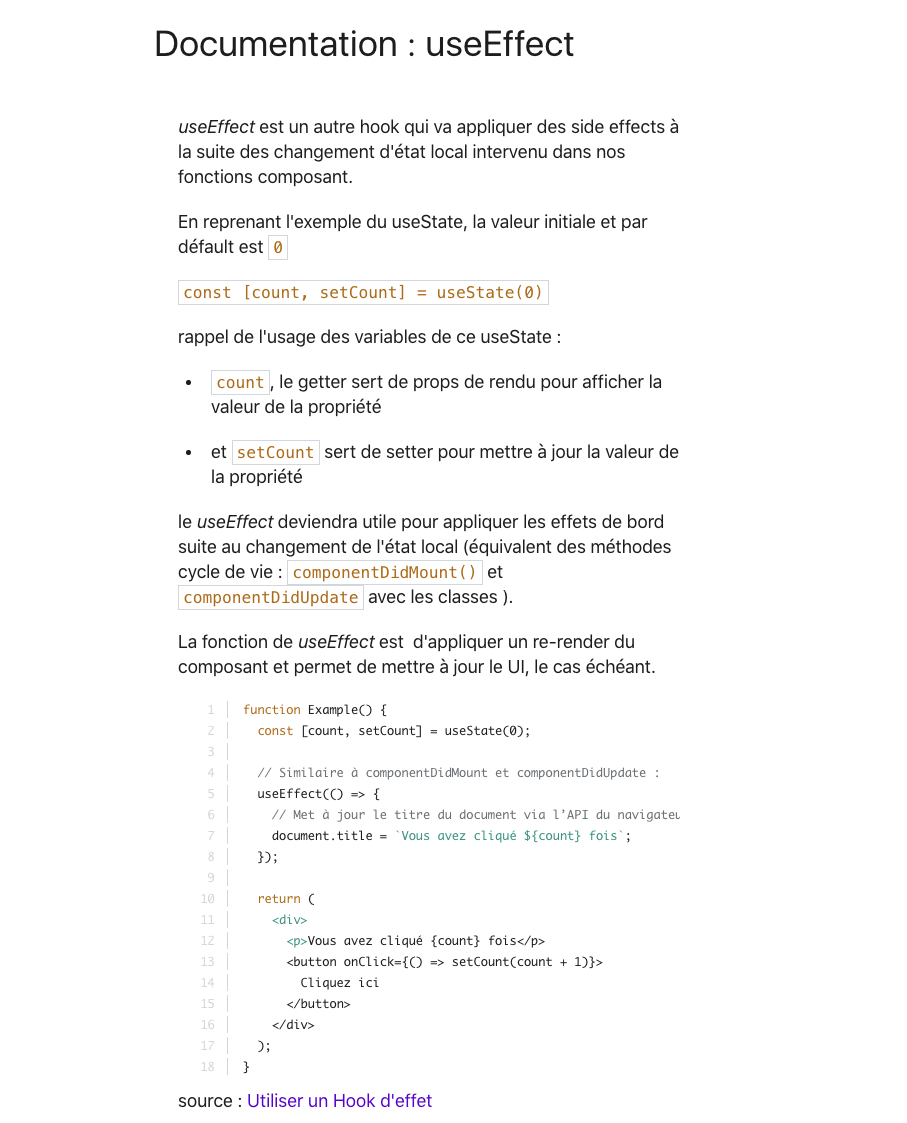 Documentation : useEffect
useEffect est un autre hook qui va appliquer des side effects à
la suite des changement d'état local intervenu dans nos
fonctions composant.
En reprenant l'exemple du useState, la valeur initiale et par
défault est 0
const [count, setCount] = useState(0)
rappel de l'usage des variables de ce useState :
• count, le getter sert de props de rendu pour afficher la
valeur de la propriété
• et setCount sert de setter pour mettre à jour la valeur de
la propriété
le useEffect deviendra utile pour appliquer les effets de bord
suite au changement de l'état local (équivalent des méthodes
cycle de vie : componentDidMount() et
componentDidUpdate avec les classes ).
La fonction de useEffect est  d'appliquer un re-render du
composant et permet de mettre à jour le UI, le cas échéant.
1 function Example() {
2   const [count, setCount] = useState(0);
3
4   // Similaire à componentDidMount et componentDidUpdate :
5   useEffect(() => {
6     // Met à jour le titre du document via l’API du navigateu
7     document.title = `Vous avez cliqué ${count} fois`;
8   });
9
10   return (
11     <div>
12       <p>Vous avez cliqué {count} fois</p>
13       <button onClick={() => setCount(count + 1)}>
14         Cliquez ici
15       </button>
16     </div>
17   );
18 }
source : Utiliser un Hook d'effet